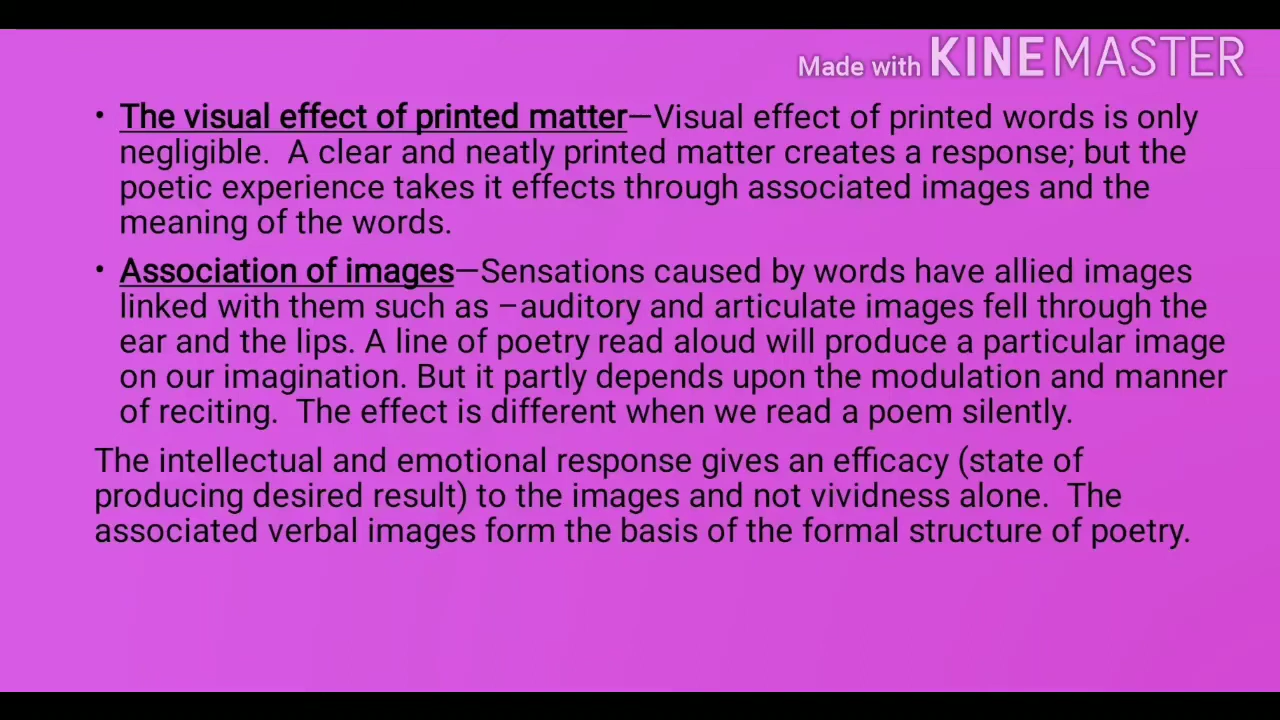 Made with KINEMASTER
• The visual effect of printed matter—Visual effect of printed words is only
negligible.  A clear and neatly printed matter creates a response; but the
poetic experience takes it effects through associated images and the
meaning of the words.
• Association of images—Sensations caused by words have allied images
linked with them such as –auditory and articulate images fell through the
ear and the lips. A line of poetry read aloud will produce a particular image
on our imagination. But it partly depends upon the modulation and manner
of reciting.  The effect is different when we read a poem silently.
The intellectual and emotional response gives an efficacy (state of
producing desired result) to the images and not vividness alone.  The
associated verbal images form the basis of the formal structure of poetry.